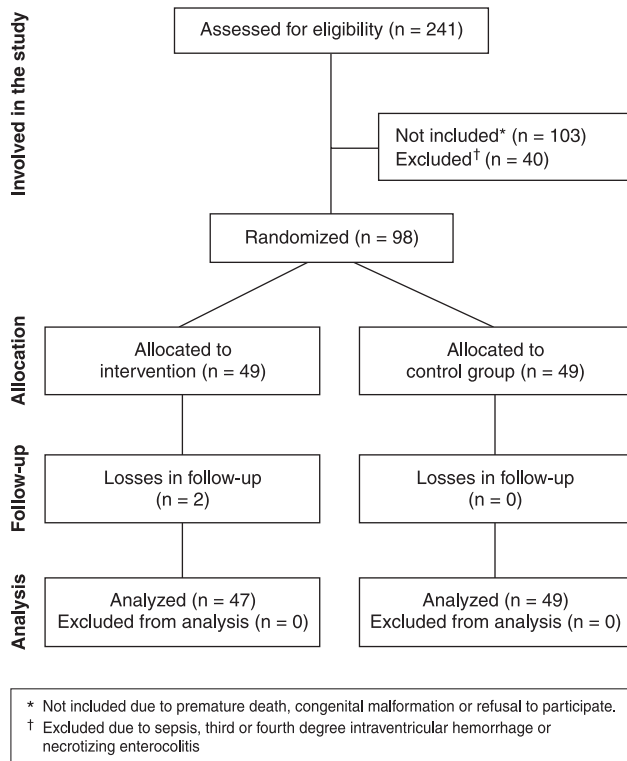 Involved in the study
Assessed for eligibility (n = 241)
Not included* (n = 103)
Excluded† (n = 40)
Randomized (n = 98)
Allocation
Allocated to
intervention (n = 49)
Allocated to
control group (n = 49)
Follow-up
Losses in follow-up
(n = 2)
Losses in follow-up
(n = 0)
Analysis
Analyzed (n = 47)
Excluded from analysis (n = 0)
Analyzed (n = 49)
Excluded from analysis (n = 0)
* Not included due to premature death, congenital malformation or refusal to participate.
† Excluded due to sepsis, third or fourth degree intraventricular hemorrhage or
necrotizing enterocolitis